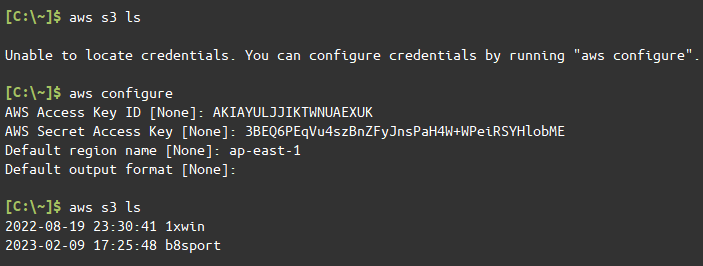 [C:\~]$ aws s3 ls
Unable to locate credentials. You can configure credentials by running "aws configure".
[C:\~]$ aws configure
AWS Access Key ID [None]: AKIAYULJJIKTWNUAEXUK
AWS Secret Access Key [None]: 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
Default region name [None]: ap-east-1
Default output format [None]:
[C:\~]$ aws s3 ls
2022-08-19 23:30:41 1xwin
2023-02-09 17:25:48 b8sport